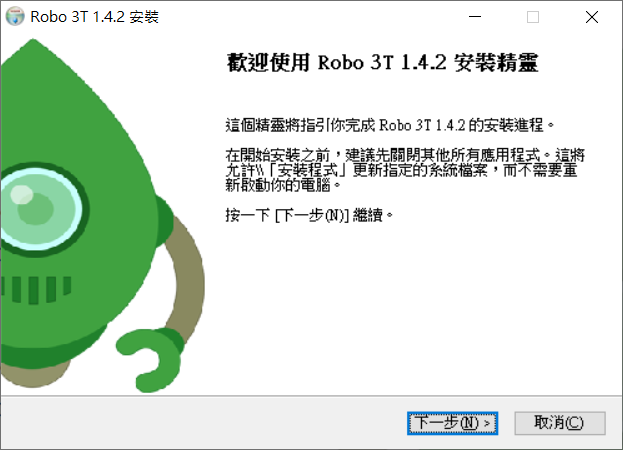 Robo 3T 1.4.2 安裝
歡迎使用 Robo 3T 1.4.2 安裝精靈
這個精靈將指引你完成 Robo 3T 1.4.2 的安裝進程。
在開始安裝之前，建議先關閉其他所有應用程式。這將
允許\\「安裝程式」更新指定的系統檔案，而不需要重
新啟動你的電腦。
按一下 [下一步(N)] 繼續。
下一步(N) >
取消(C)